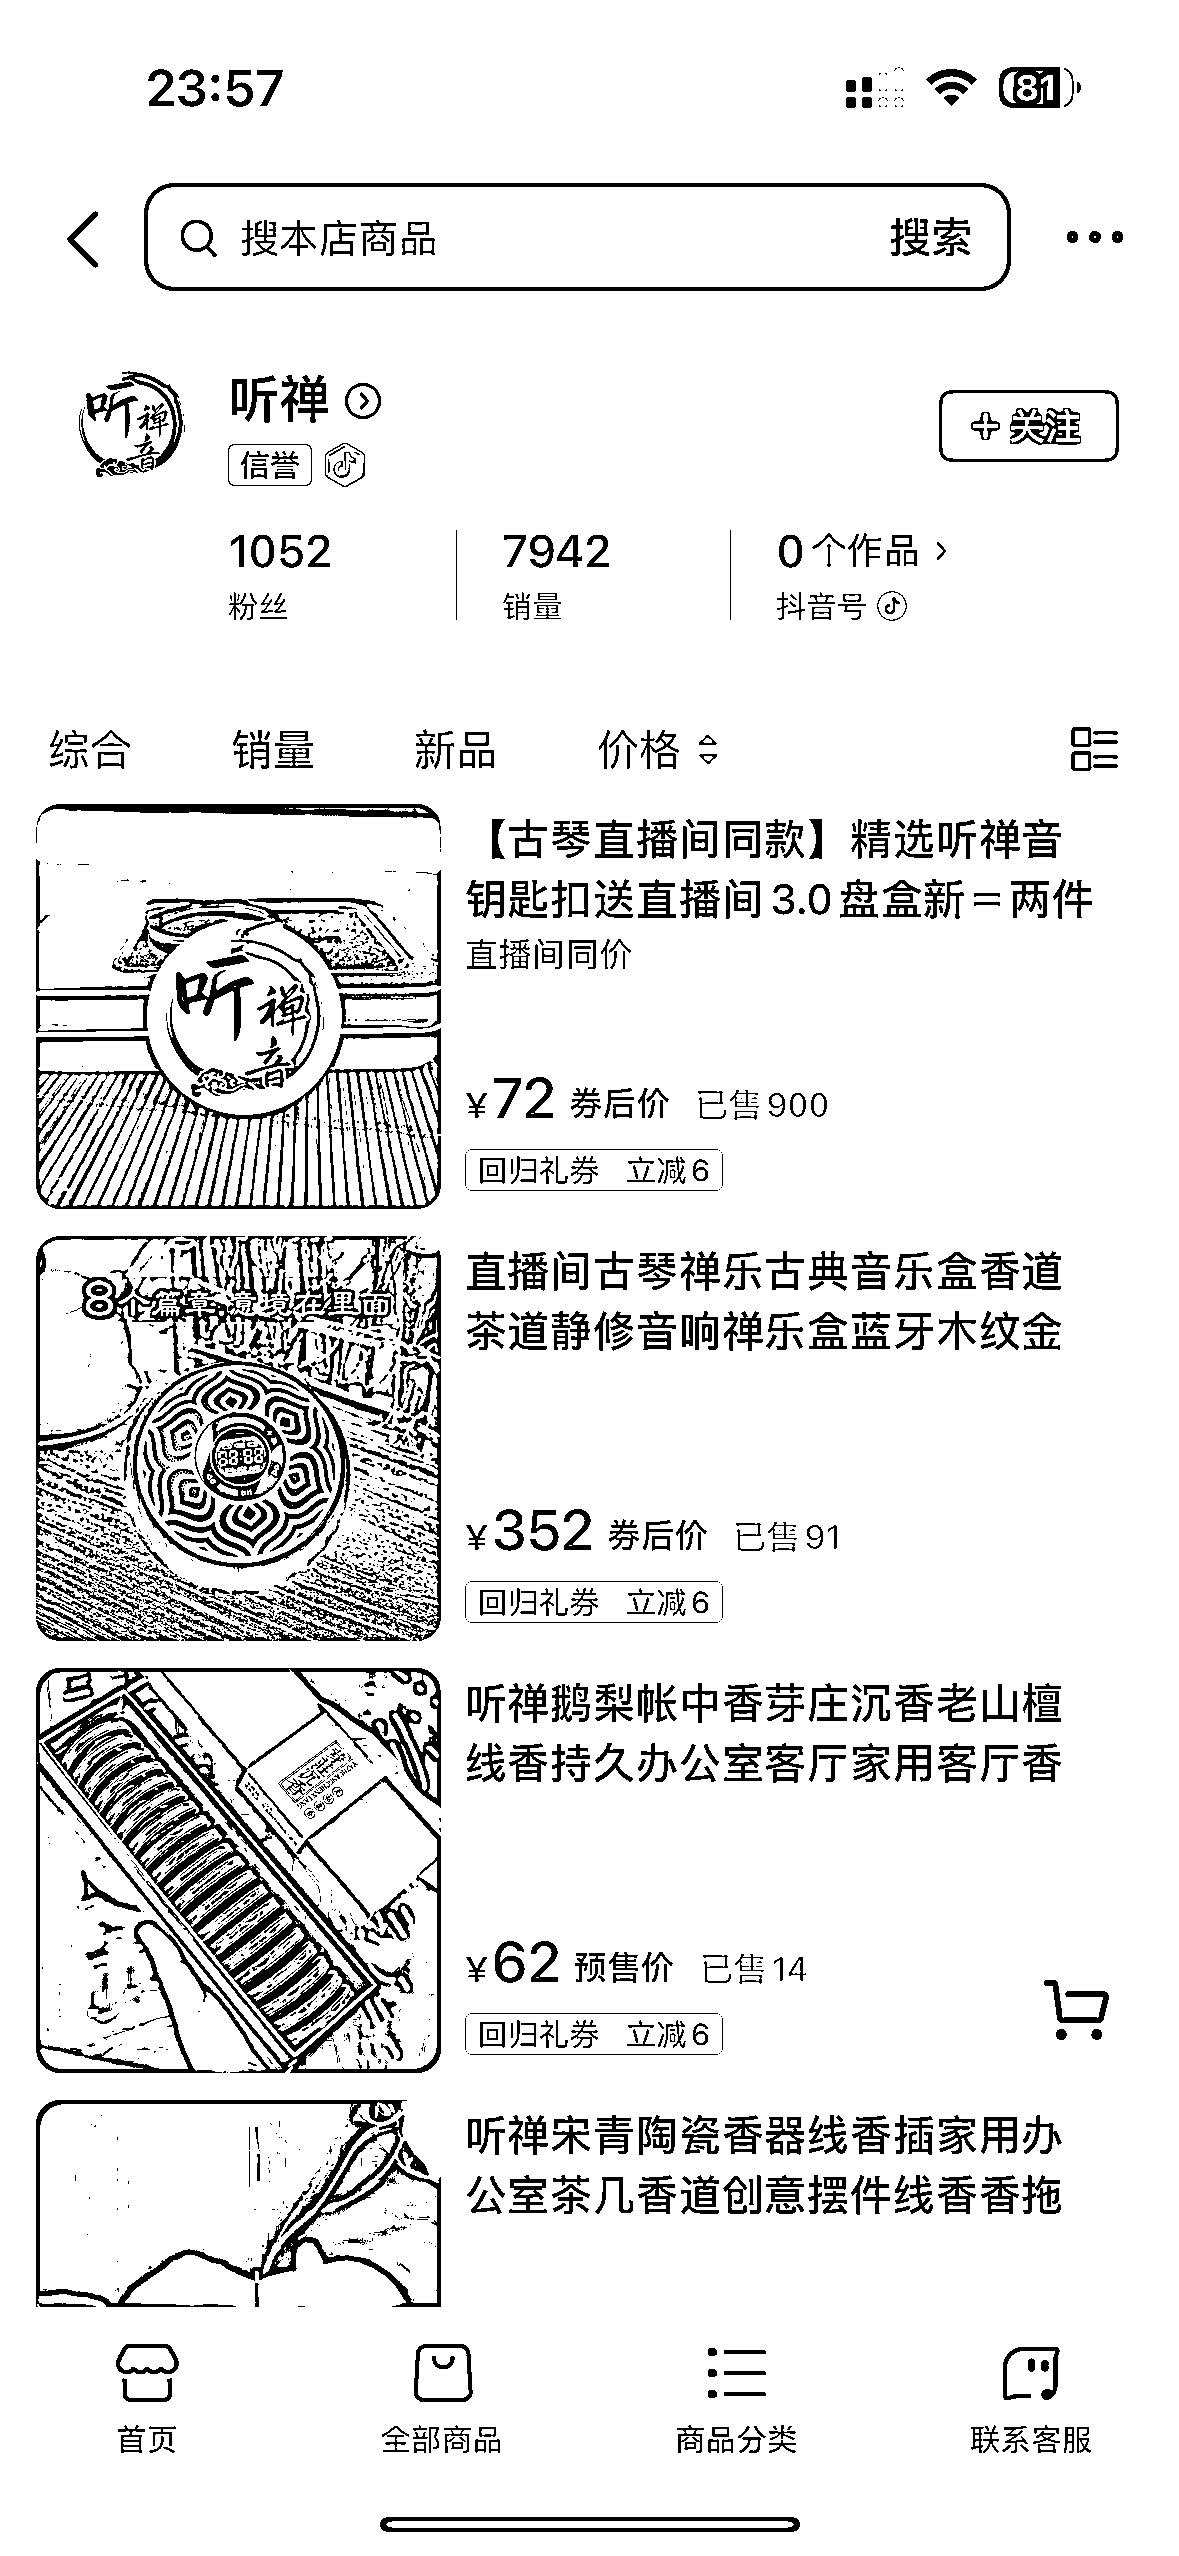 23:57
81
搜本店商品
搜索
听禅音
听禅
+ 关注
信誉
1052
7942
0个作品
粉丝
销量
抖音号
综合
销量
新品
价格
【古琴直播间同款】精选听禅音
钥匙扣送直播间3.0盘盒新=两件
直播间同价
听禅音
¥72 券后价 已售900
回归礼券 立减6
8个篇章,意境在里面
88:88
直播间古琴禅乐古典音乐盒香道
茶道静修音响禅乐盒蓝牙木纹金
¥352 券后价 已售91
回归礼券 立减6
听禅鹅梨帐中香芽庄沉香老山檀
线香持久办公室客厅家用客厅香
¥62 预售价 已售14
回归礼券 立减6
听禅宋青陶瓷香器线香插家用办
公室茶几香道创意摆件线香香拖
首页
全部商品
商品分类
联系客服